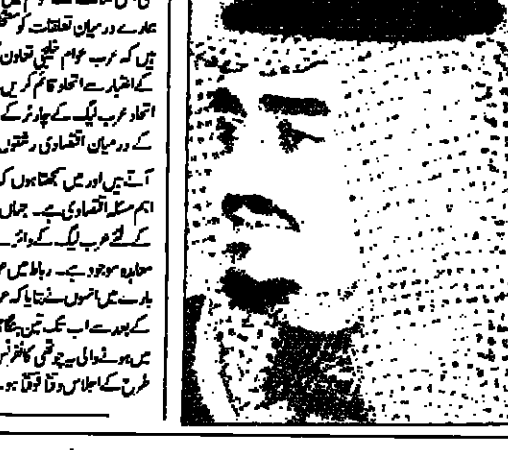 ہمارے درمیان تعلقات کو
ہیں کہ عرب عوام خلیجی تعاون
کے اعتبار سے اتحاد قائم کریں
اتحاد عرب لیگ کے چارٹر کے
کے درمیان اقتصادی رشتوں
آتے ہیں اور میں سمجھتا ہوں
اہم مسئلہ اقتصادی ہے۔ جہاں
کے لئے عرب لیگ کے دائرے
معاہدہ موجود ہے۔ رباط میں
بارے میں انہوں نے بتایا کہ
کے بعد سے اب تک تین ہنگامی
میں ہونے والی یہ چوتھی کانفرنس
طرح کے اجلاس وقتا فوقتا ہو